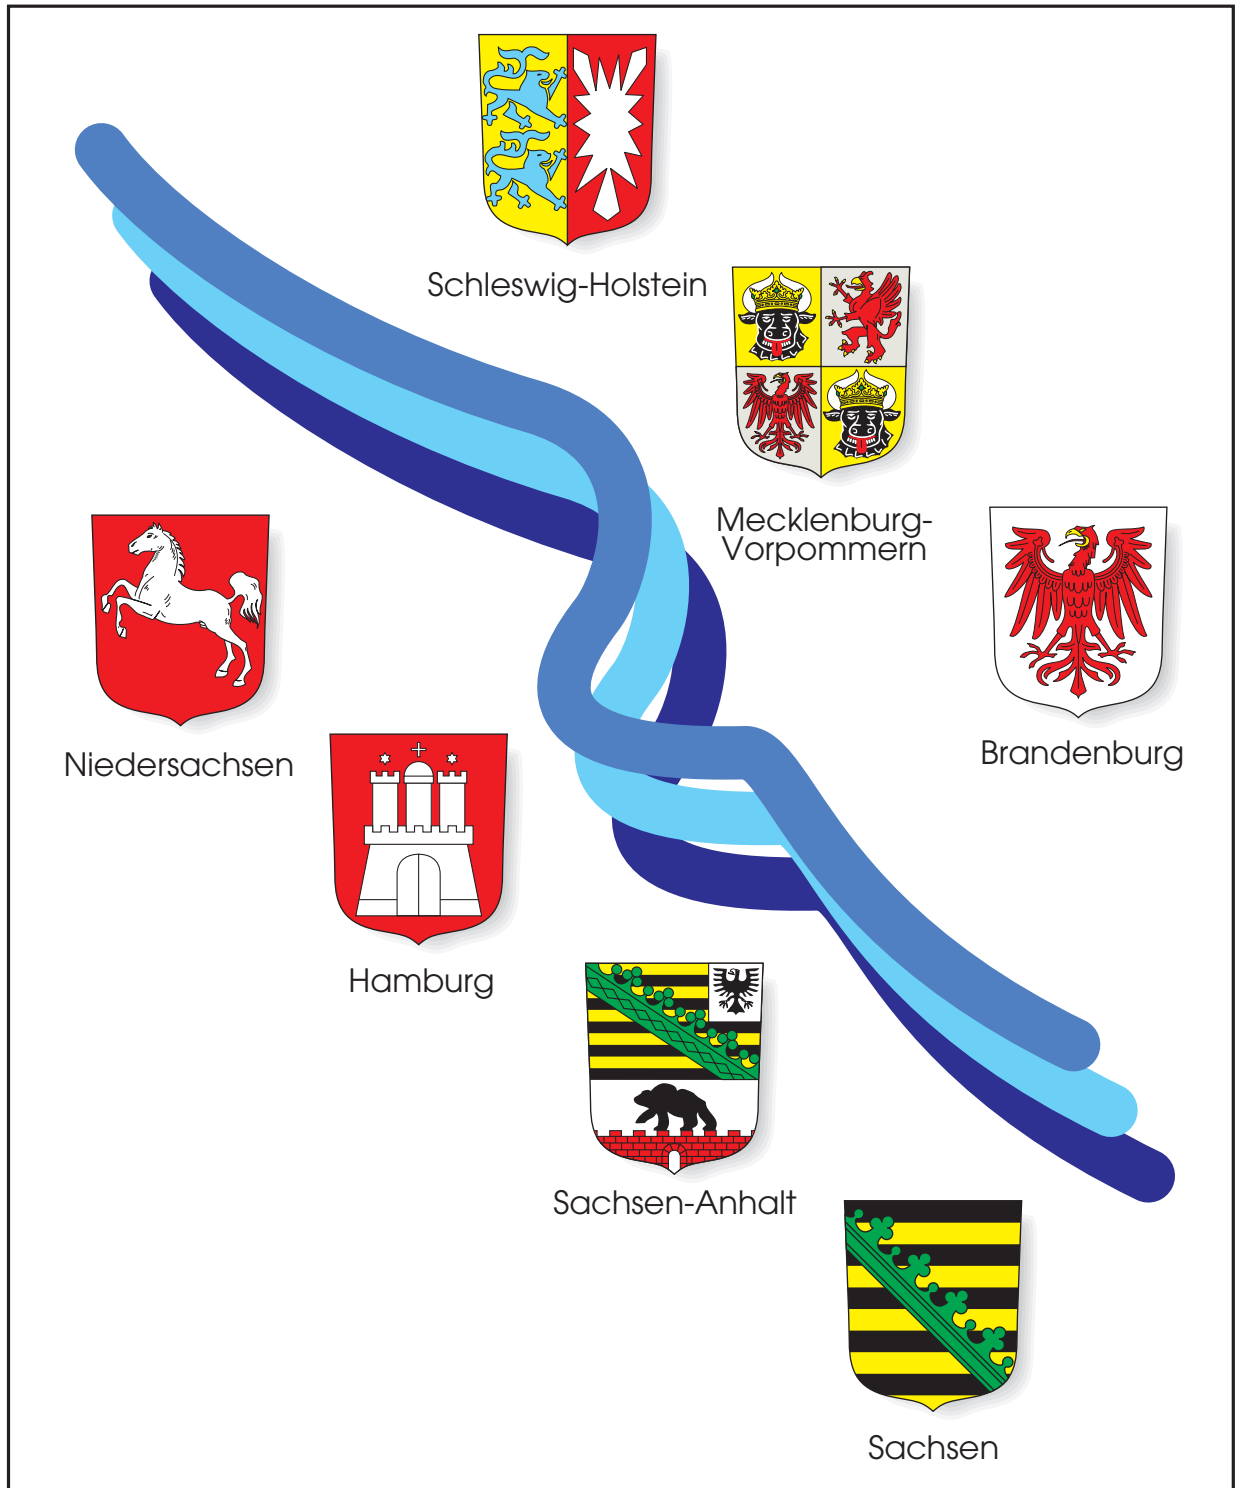 Schleswig-Holstein
Mecklenburg-
Vorpommern
Niedersachsen
Brandenburg
Hamburg
Sachsen-Anhalt
Sachsen